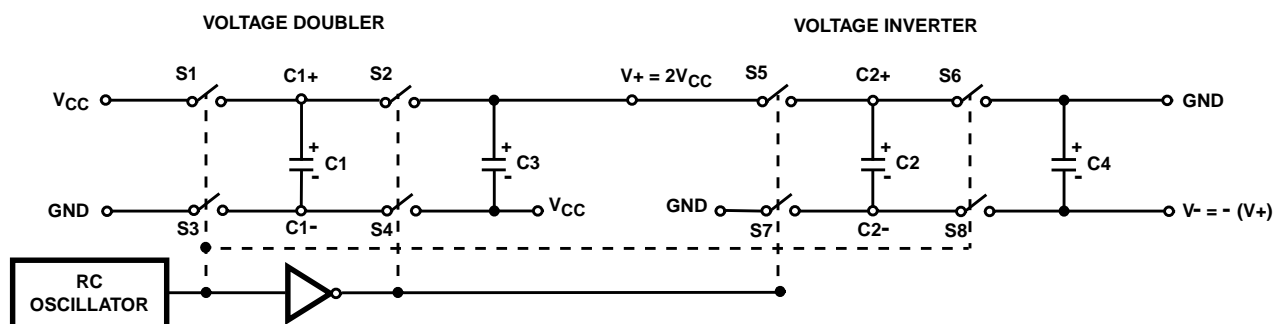 VOLTAGE DOUBLER
VOLTAGE INVERTER
S1
C1+
S2
V+ = 2VCC
S5
C2+
S6
VCC
GND
+
-
C1
+
-
C3
+
-
C2
+
-
C4
GND
S3
C1-
S4
VCC
GND
S7
C2-
S8
V- = - (V+)
RC
OSCILLATOR